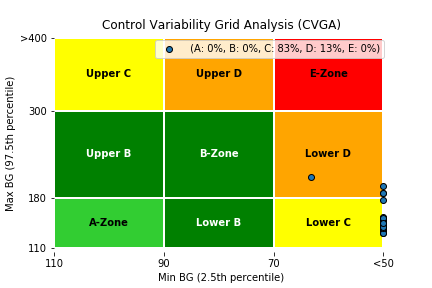 Control Variability Grid Analysis (CVGA)
(A: 0%, B: 0%, C: 83%, D: 13%, E: 0%)
>400
300
180
110
Max BG (97.5th percentile)
Upper C
Upper D
E-Zone
Upper B
B-Zone
Lower D
A-Zone
Lower B
Lower C
110
90
70
<50
Min BG (2.5th percentile)